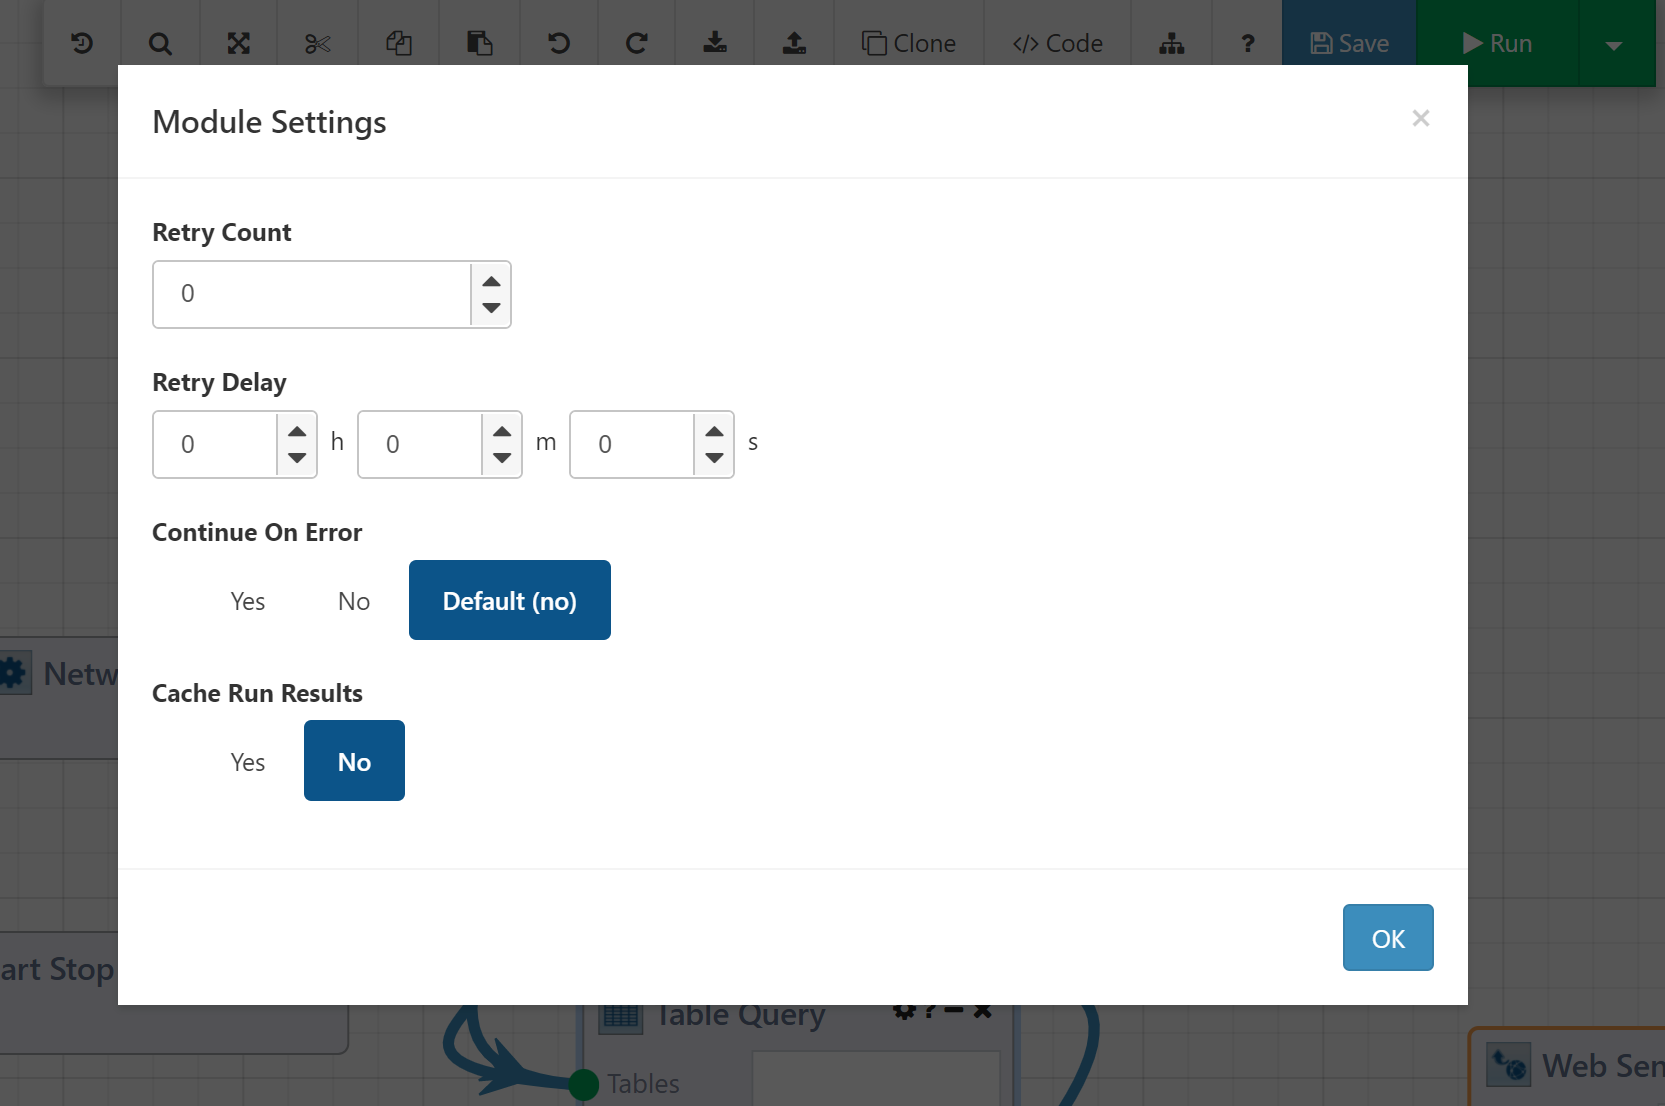 Clone </> Code ? Save Run
Module Settings
×
Retry Count
0
Retry Delay
0 h 0 m 0 s
Continue On Error
Yes No Default (no)
Cache Run Results
Yes No
OK
Netw
art Stop
Table Query ?
Tables
Web Sen